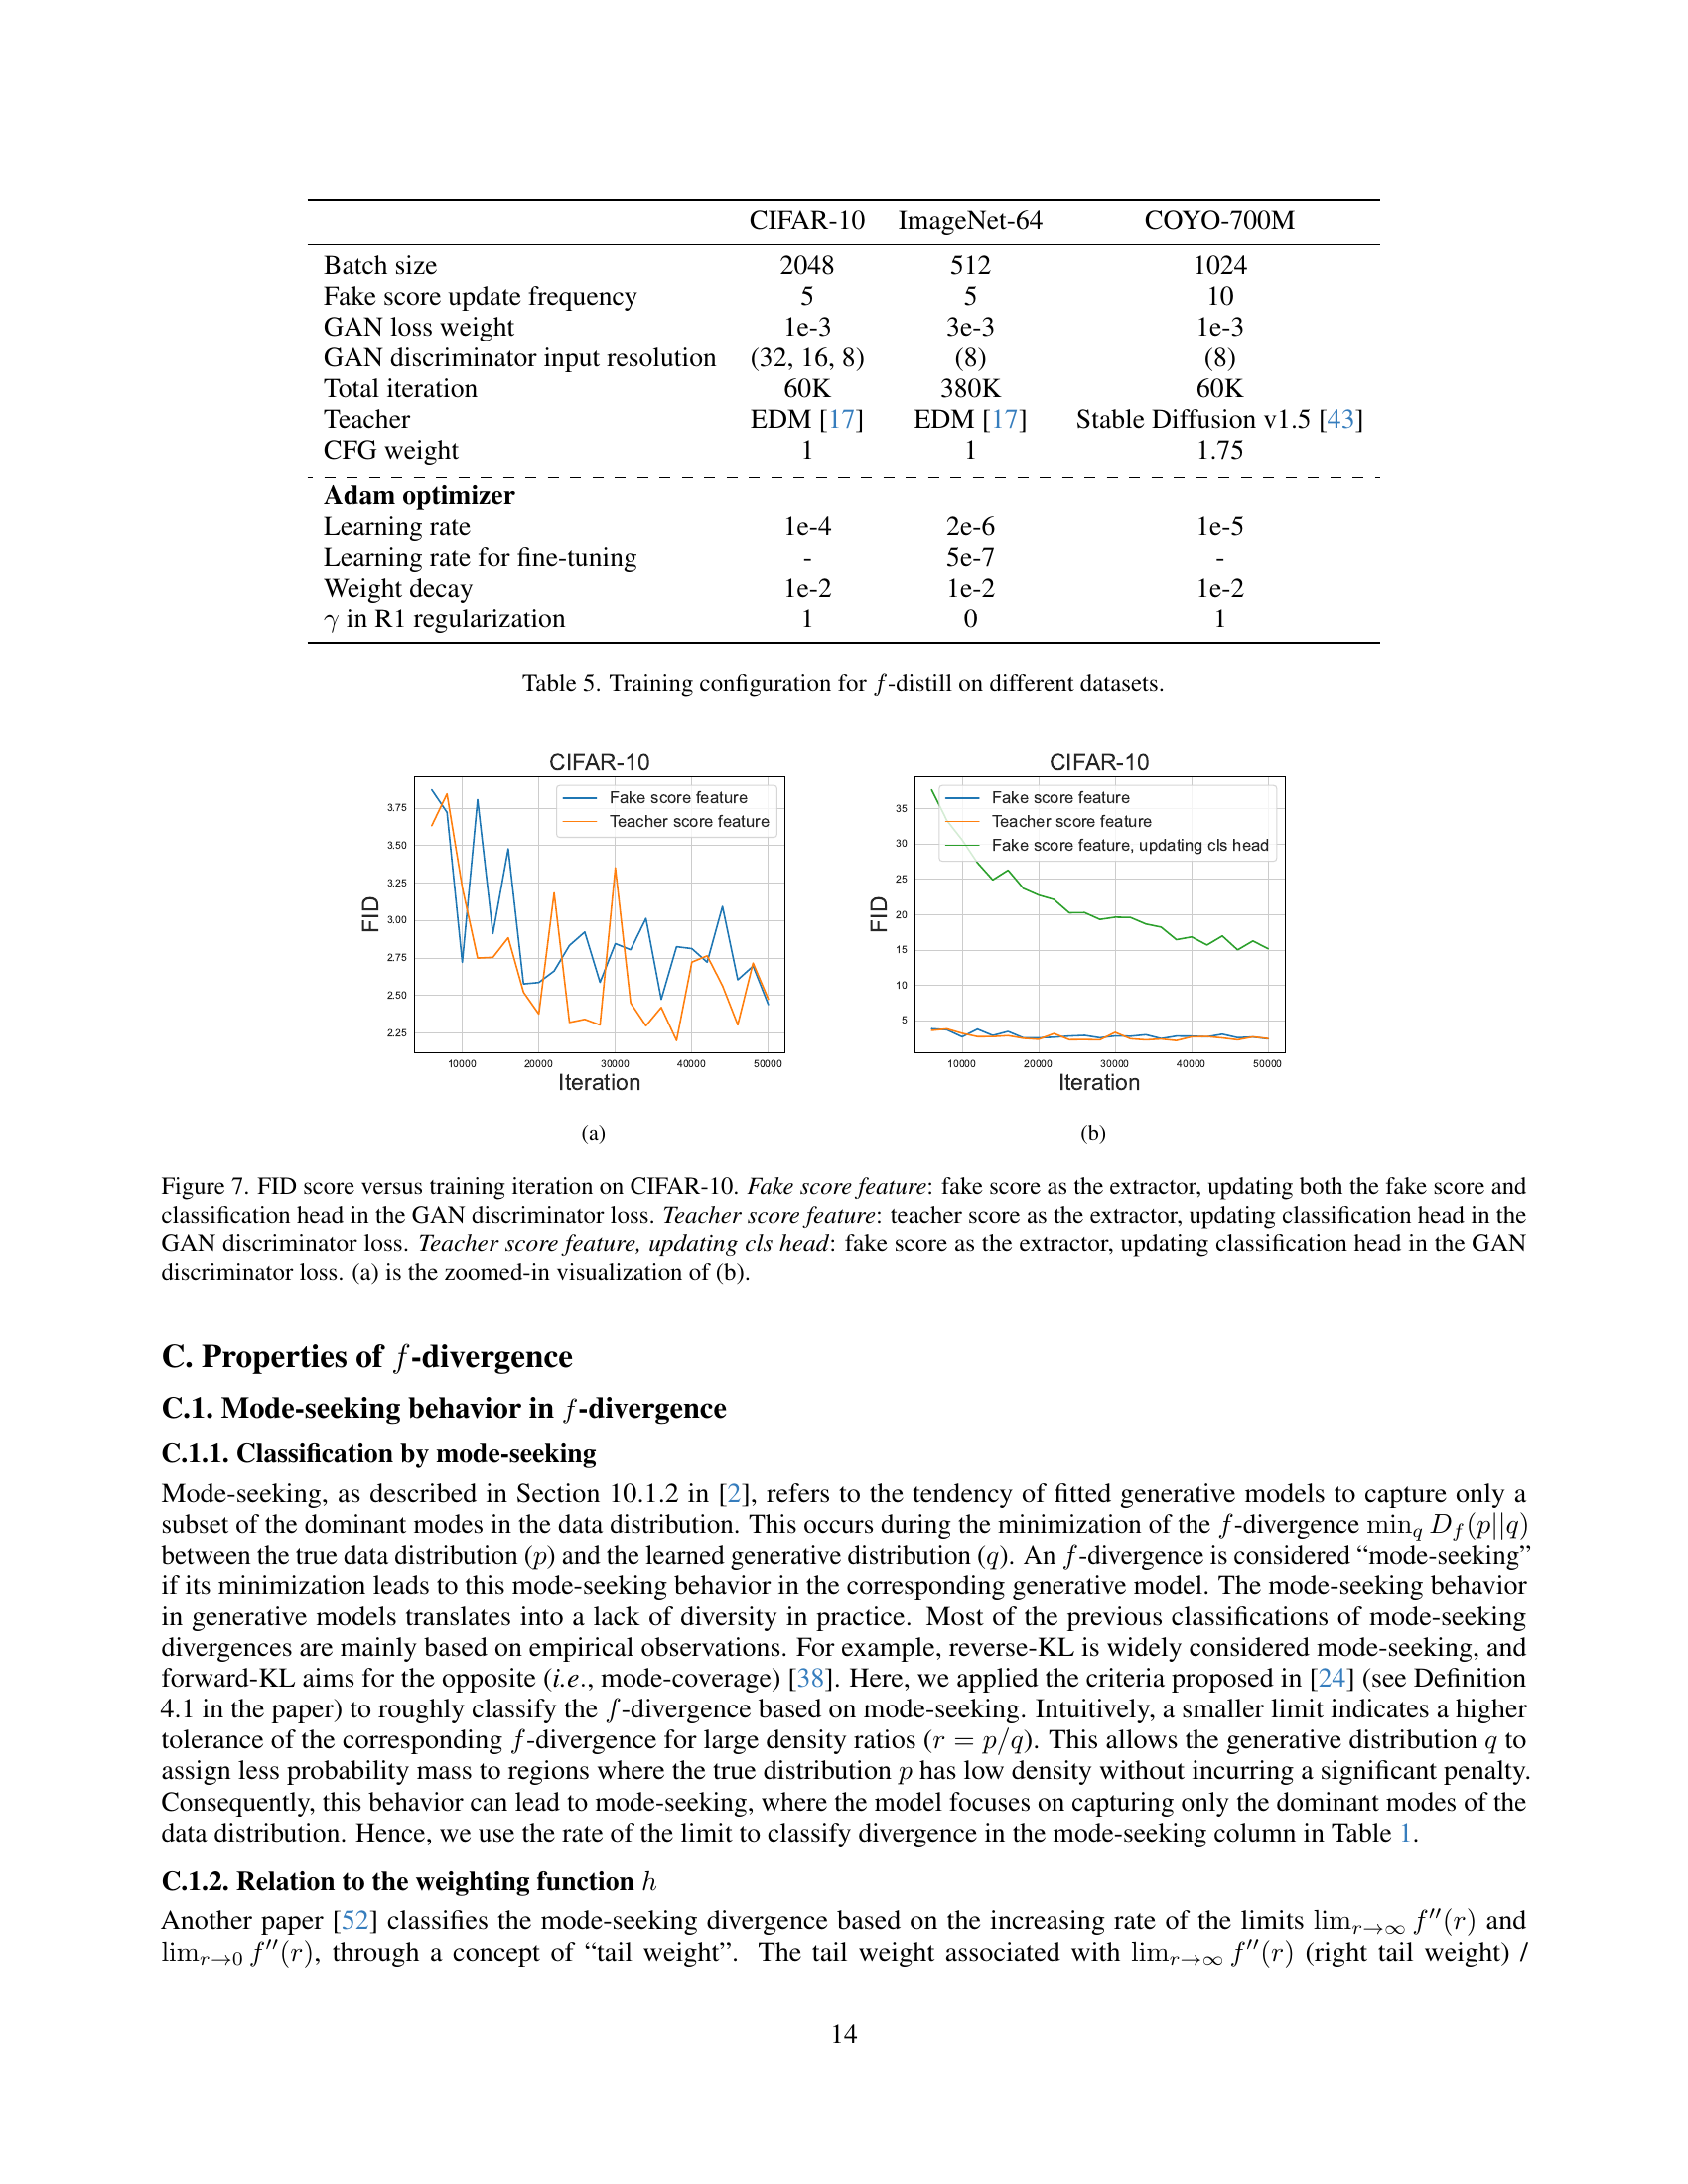 CIFAR-10 ImageNet-64 COYO-700M
Batch size 2048 512 1024
Fake score update frequency 5 5 10
GAN loss weight 1e-3 3e-3 1e-3
GAN discriminator input resolution (32, 16, 8) (8) (8)
Total iteration 60K 380K 60K
Teacher EDM [17] EDM [17] Stable Diffusion v1.5 [43]
CFG weight 1 1 1.75
Adam optimizer
Learning rate 1e-4 2e-6 1e-5
Learning rate for fine-tuning - 5e-7 -
Weight decay 1e-2 1e-2 1e-2
γ in R1 regularization 1 0 1
Table 5. Training configuration for f-distill on different datasets.
CIFAR-10
Fake score feature
Teacher score feature
3.75
3.50
3.25
3.00
2.75
2.50
2.25
FID
10000 20000 30000 40000 50000
Iteration
(a)
CIFAR-10
Fake score feature
Teacher score feature
Fake score feature, updating cls head
35
30
25
20
15
10
5
FID
10000 20000 30000 40000 50000
Iteration
(b)
Figure 7. FID score versus training iteration on CIFAR-10. Fake score feature: fake score as the extractor, updating both the fake score and
classification head in the GAN discriminator loss. Teacher score feature: teacher score as the extractor, updating classification head in the
GAN discriminator loss. Teacher score feature, updating cls head: fake score as the extractor, updating classification head in the GAN
discriminator loss. (a) is the zoomed-in visualization of (b).
C. Properties of f-divergence
C.1. Mode-seeking behavior in f-divergence
C.1.1. Classification by mode-seeking
Mode-seeking, as described in Section 10.1.2 in [2], refers to the tendency of fitted generative models to capture only a
subset of the dominant modes in the data distribution. This occurs during the minimization of the f-divergence min_q D_f(p||q)
between the true data distribution (p) and the learned generative distribution (q). An f-divergence is considered “mode-seeking”
if its minimization leads to this mode-seeking behavior in the corresponding generative model. The mode-seeking behavior
in generative models translates into a lack of diversity in practice. Most of the previous classifications of mode-seeking
divergences are mainly based on empirical observations. For example, reverse-KL is widely considered mode-seeking, and
forward-KL aims for the opposite (i.e., mode-coverage) [38]. Here, we applied the criteria proposed in [24] (see Definition
4.1 in the paper) to roughly classify the f-divergence based on mode-seeking. Intuitively, a smaller limit indicates a higher
tolerance of the corresponding f-divergence for large density ratios (r = p/q). This allows the generative distribution q to
assign less probability mass to regions where the true distribution p has low density without incurring a significant penalty.
Consequently, this behavior can lead to mode-seeking, where the model focuses on capturing only the dominant modes of the
data distribution. Hence, we use the rate of the limit to classify divergence in the mode-seeking column in Table 1.
C.1.2. Relation to the weighting function h
Another paper [52] classifies the mode-seeking divergence based on the increasing rate of the limits lim_{r→∞} f″(r) and
lim_{r→0} f″(r), through a concept of “tail weight”. The tail weight associated with lim_{r→∞} f″(r) (right tail weight) /
14